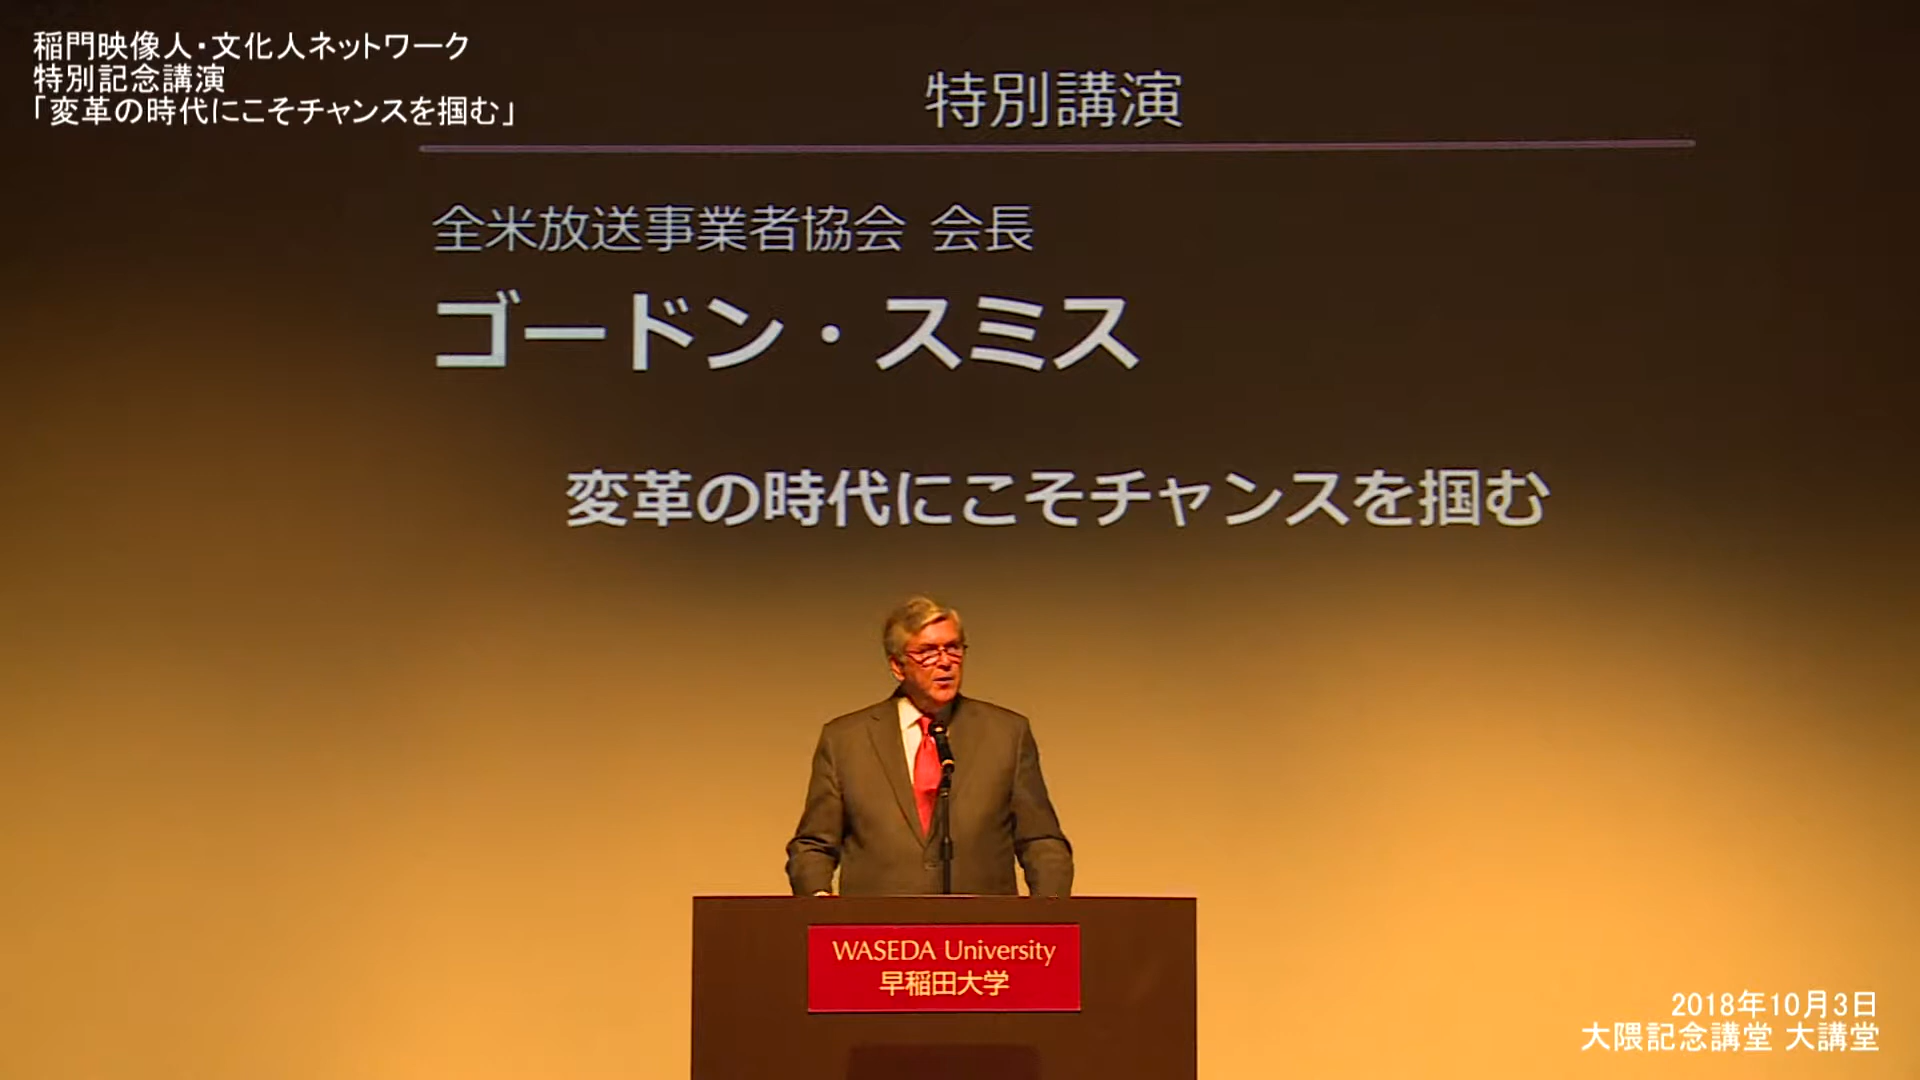 稲門映像人・文化人ネットワーク
特別記念講演
「変革の時代にこそチャンスを掴む」
特別講演
全米放送事業者協会 会長
ゴードン・スミス
変革の時代にこそチャンスを掴む
WASEDA University
早稲田大学
2018年10月3日
大隈記念講堂 大講堂